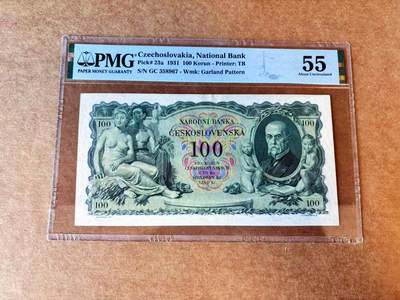 PMG
PAPER MONEY GUARANTY
Czechoslovakia, National Bank
Pick# 23a 1931 100 Korun - Printer: TB
S/N GC 358967 - Wmk: Garland Pattern
55
About Uncirculated
100
NÁRODNÍ BANKA
ČESKOSLOVENSKÁ
100
100
100
100